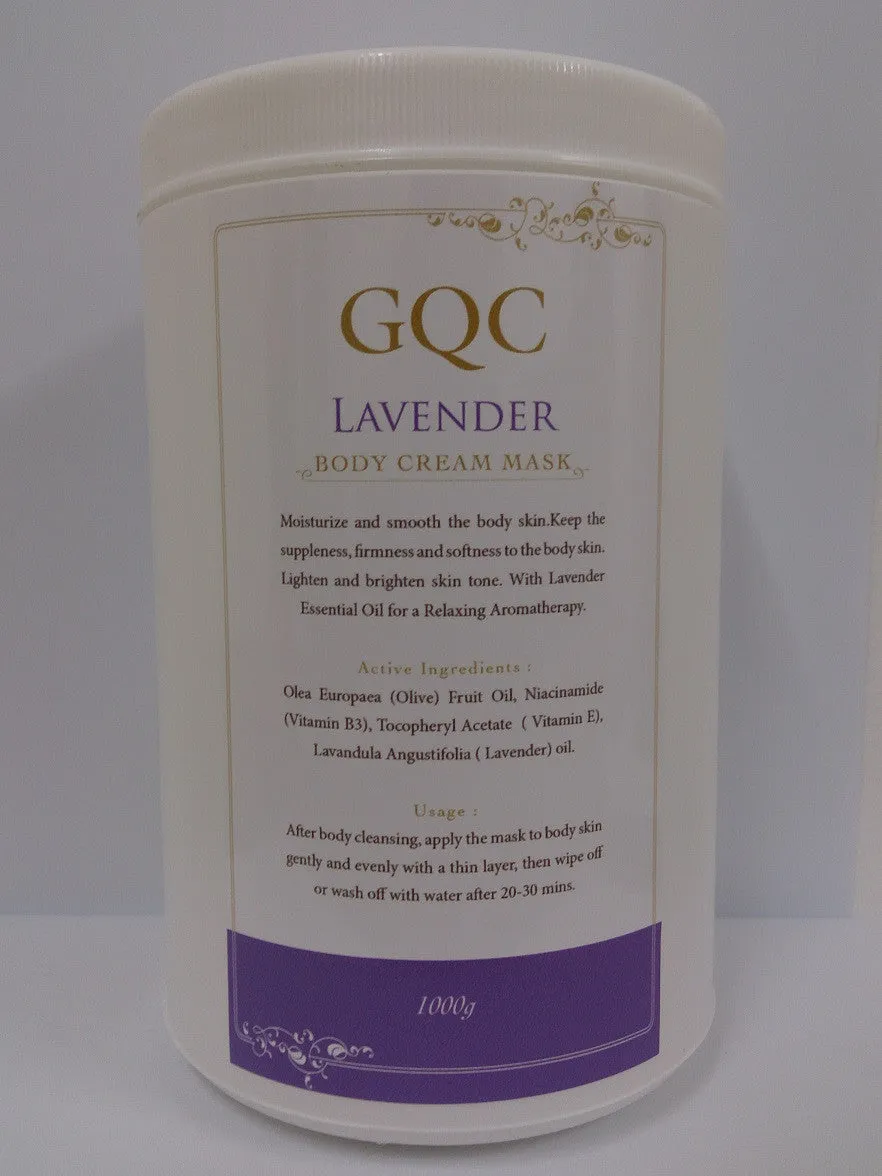 GQC
LAVENDER
BODY CREAM MASK
Moisturize and smooth the body skin.Keep the
suppleness, firmness and softness to the body skin.
Lighten and brighten skin tone. With Lavender
Essential Oil for a Relaxing Aromatherapy.
Active Ingredients :
Olea Europaea (Olive) Fruit Oil, Niacinamide
(Vitamin B3), Tocopheryl Acetate ( Vitamin E),
Lavandula Angustifolia ( Lavender) oil.
Usage :
After body cleansing, apply the mask to body skin
gently and evenly with a thin layer, then wipe off
or wash off with water after 20-30 mins.
1000g